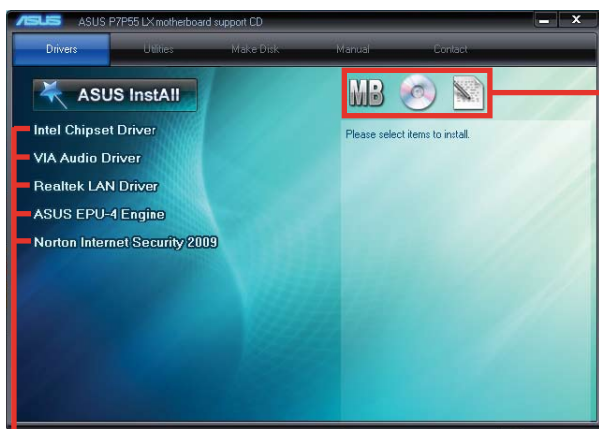 ASUS ASUS P7P55 LX motherboard support CD
Drivers Utilities Make Disk Manual Contact
ASUS InstAll
MB
Intel Chipset Driver
Please select items to install.
VIA Audio Driver
Realtek LAN Driver
ASUS EPU-4 Engine
Norton Internet Security 2009